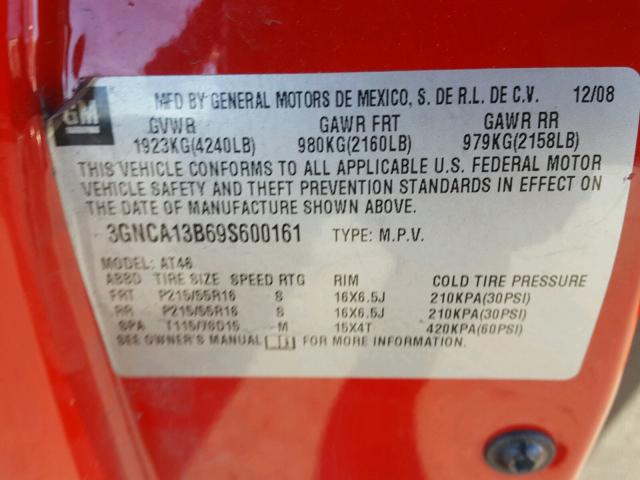 GM
MFD BY GENERAL MOTORS DE MEXICO, S. DE R.L. DE C.V. 12/08
GVWR GAWR FRT GAWR RR
1923KG(4240LB) 980KG(2160LB) 979KG(2158LB)
THIS VEHICLE CONFORMS TO ALL APPLICABLE U.S. FEDERAL MOTOR
VEHICLE SAFETY AND THEFT PREVENTION STANDARDS IN EFFECT ON
THE DATE OF MANUFACTURE SHOWN ABOVE.
3GNCA13B69S600161 TYPE: M.P.V.
MODEL: AT46
ABBD TIRE SIZE SPEED RTG RIM COLD TIRE PRESSURE
FRT P215/55R16 S 16X6.5J 210KPA(30PSI)
RR P215/55R16 S 16X6.5J 210KPA(30PSI)
SPA T115/70D15 M 15X4T 420KPA(60PSI)
SEE OWNER'S MANUAL FOR MORE INFORMATION.